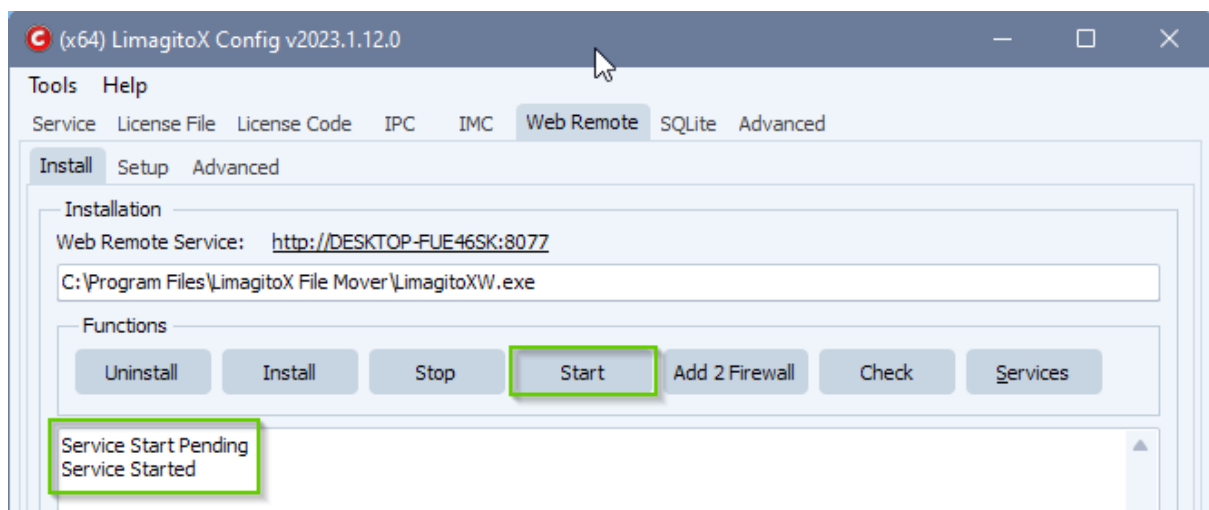 (x64) LimagitoX Config v2023.1.12.0
Tools Help
Service License File License Code IPC IMC Web Remote SQLite Advanced
Install Setup Advanced
Installation
Web Remote Service: http://DESKTOP-FUE46SK:8077
C:\Program Files\LimagitoX File Mover\LimagitoXW.exe
Functions
Uninstall Install Stop Start Add 2 Firewall Check Services
Service Start Pending
Service Started